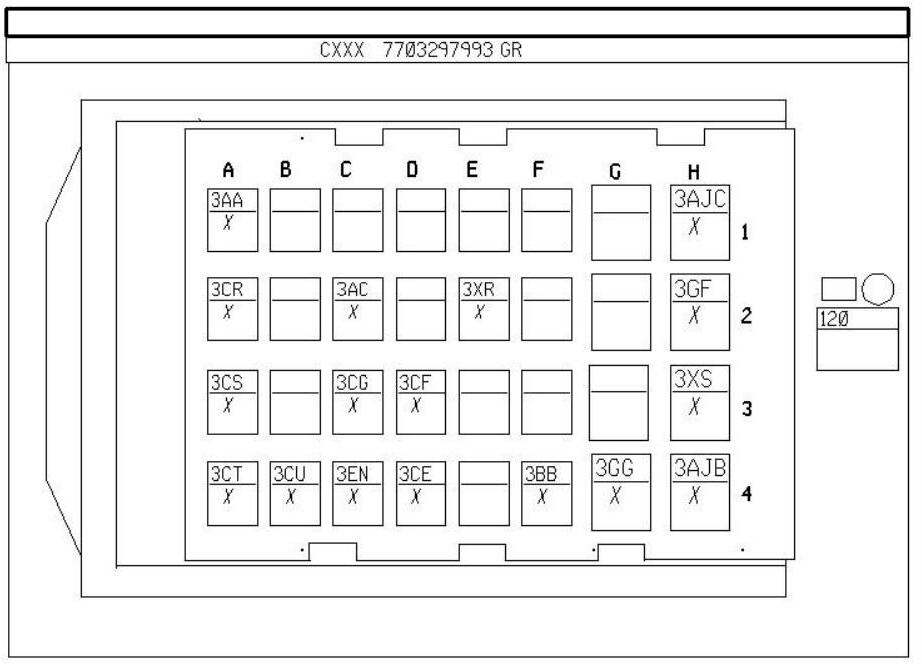 CXXX 7703297993 GR
A B C D E F G H
3AA 3AJC
X X 1
3CR 3AC 3XR 3GF
X X X X 2
3CS 3CG 3CF 3XS
X X X X 3
3CT 3CU 3EN 3CE 3BB 3GG 3AJB
X X X X X X X 4
120